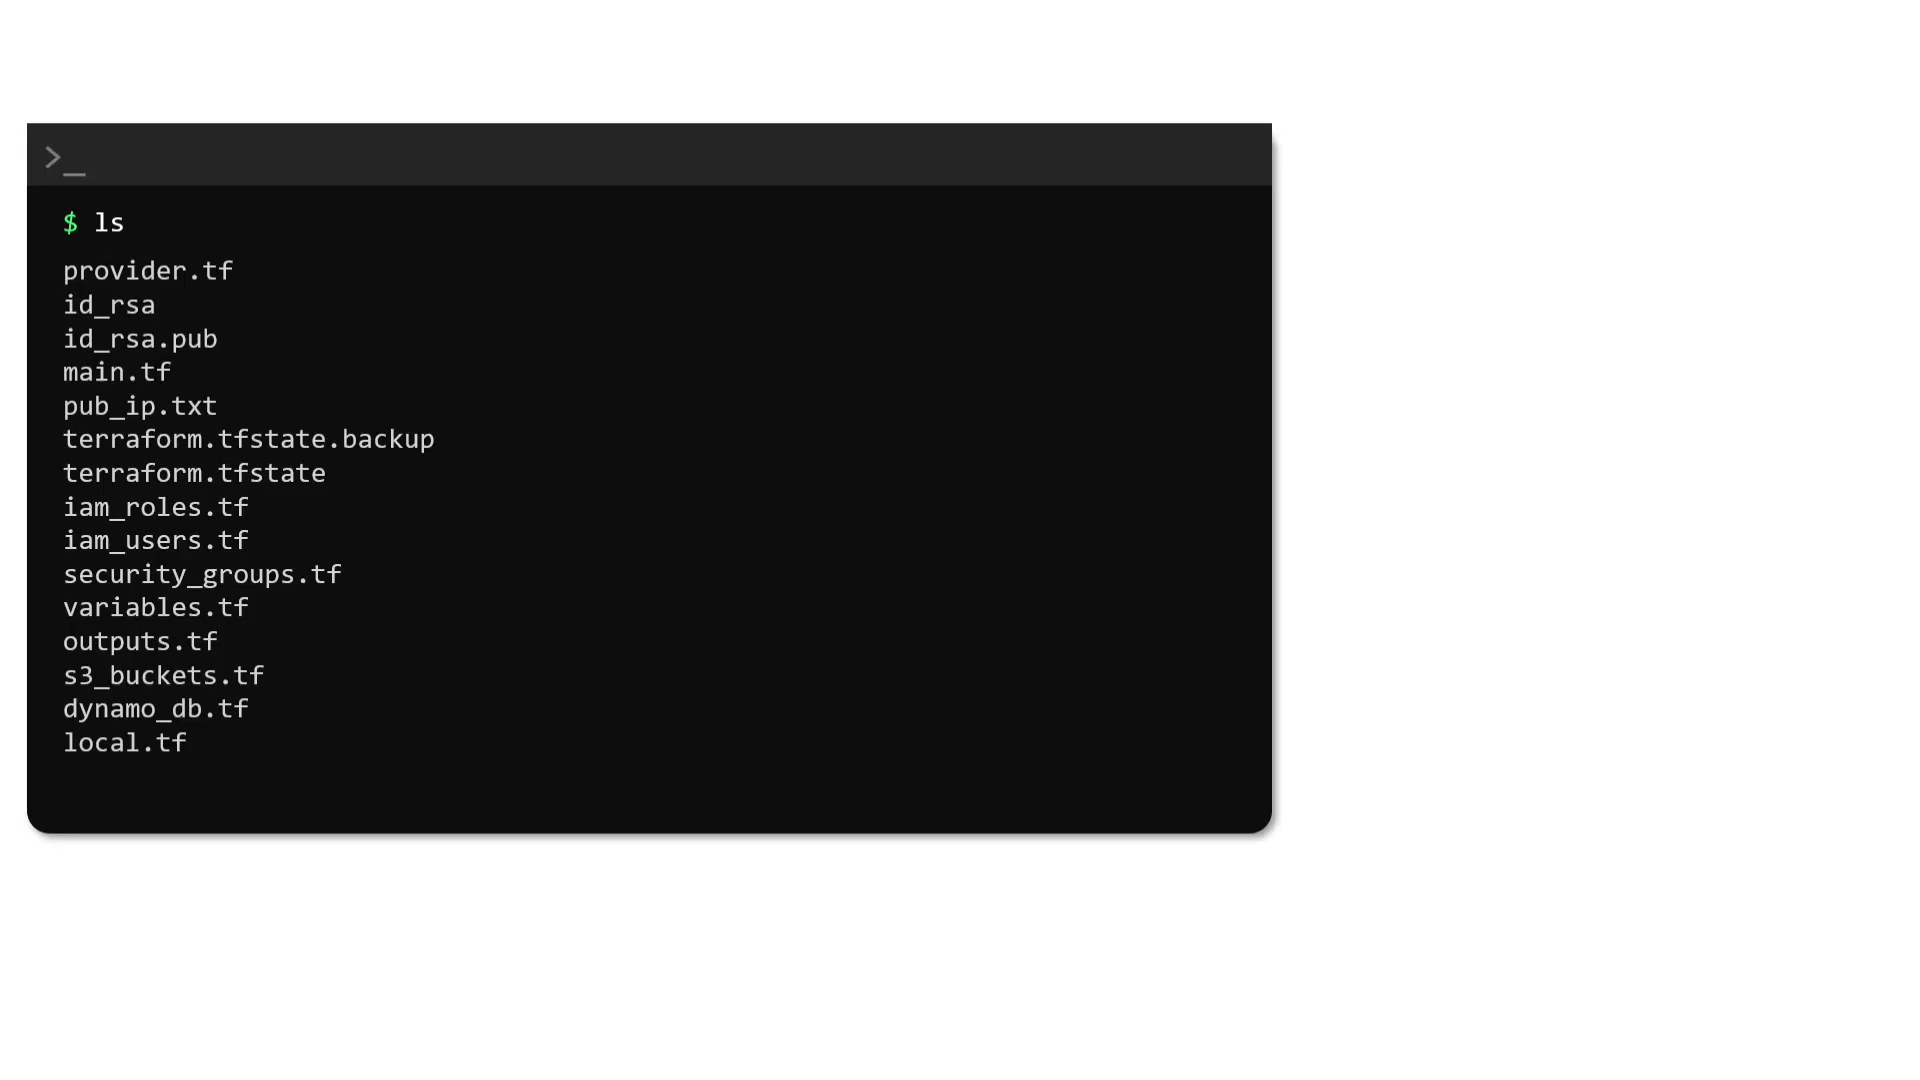 >_
$ ls
provider.tf
id_rsa
id_rsa.pub
main.tf
pub_ip.txt
terraform.tfstate.backup
terraform.tfstate
iam_roles.tf
iam_users.tf
security_groups.tf
variables.tf
outputs.tf
s3_buckets.tf
dynamo_db.tf
local.tf